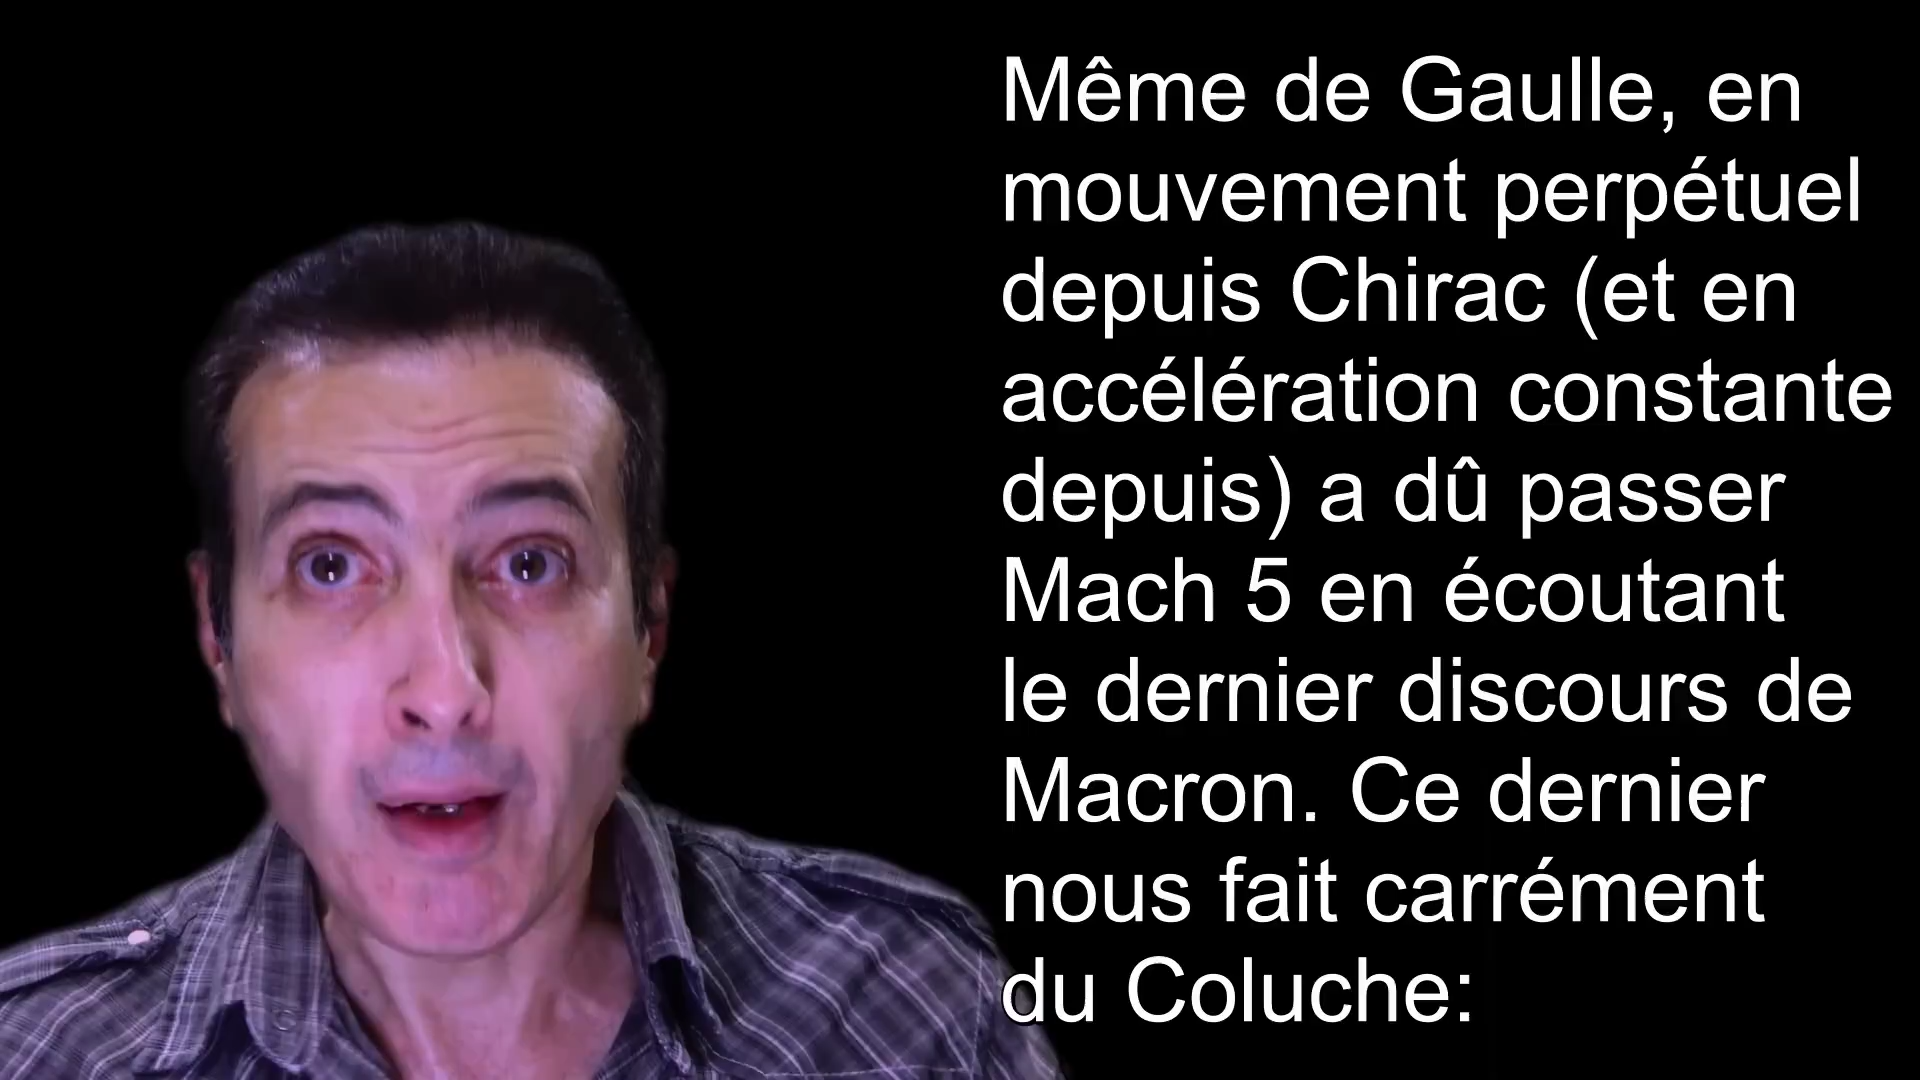 Même de Gaulle, en
mouvement perpétuel
depuis Chirac (et en
accélération constante
depuis) a dû passer
Mach 5 en écoutant
le dernier discours de
Macron. Ce dernier
nous fait carrément
du Coluche: